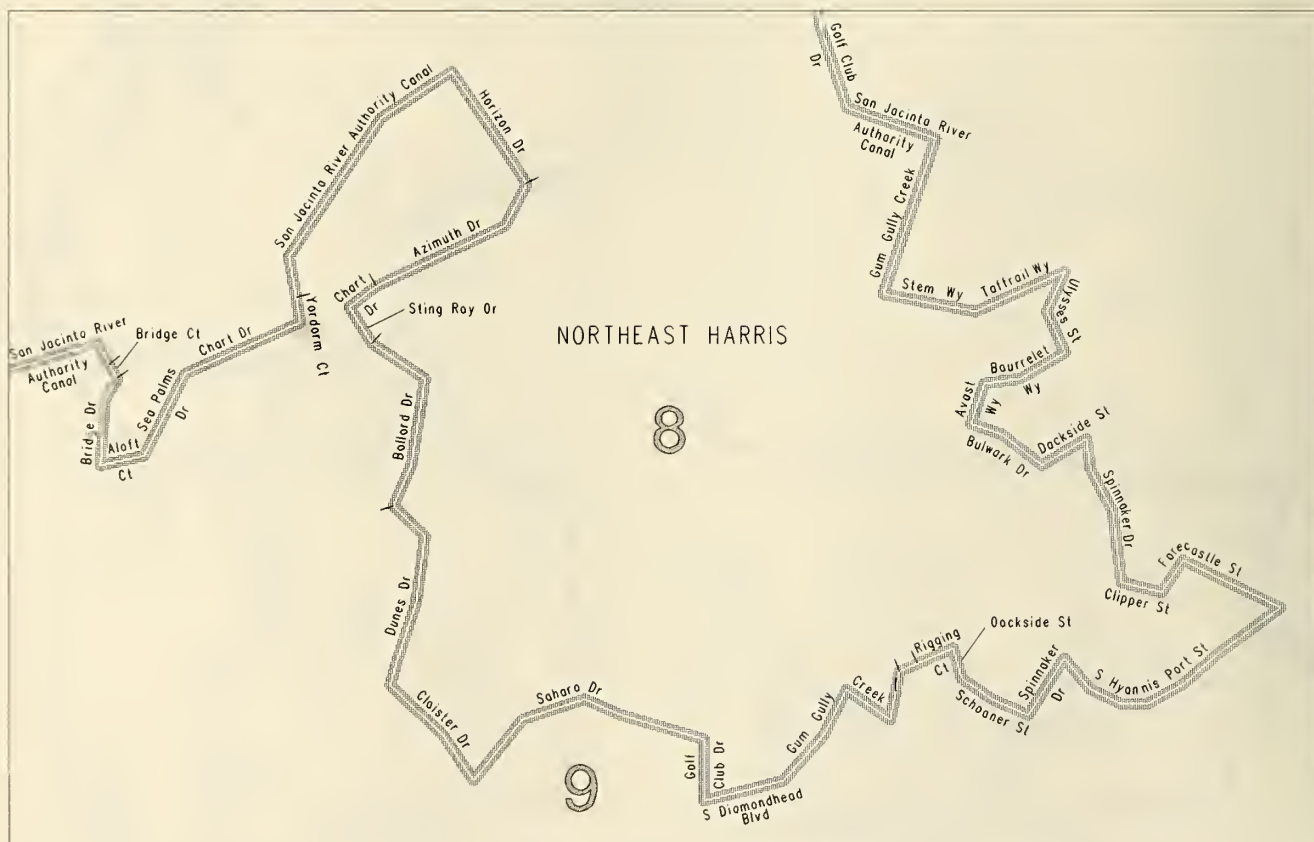 Golf Club
Dr
San Jacinto River
Authority
Canal
San Jacinto River Authority Canal
Horizon Dr
Gum Gully Creek
Azimuth Dr
Stem Wy
Taffrail Wy
Ulysses St
Chart
Dr
Sting Ray Dr
Yardarm Ct
San Jacinto River
Authority
Canal
Bridge Ct
Chart Dr
NORTHEAST HARRIS
8
Sea Palms
Dr
Bridge Dr
Aloft
Ct
Bollard Dr
Bourrelet
Wy
Avast
Wy
Bulwark Dr
Dockside St
Spinnaker Dr
Forecastle St
Clipper St
Dunes Dr
Rigging
Ct
Dockside St
Schooner St
Spinnaker
Dr
S Hyannis Port St
Cloister Dr
Sahara Dr
Gum Gully
Creek
Golf
Club Dr
9
S Diamondhead
Blvd